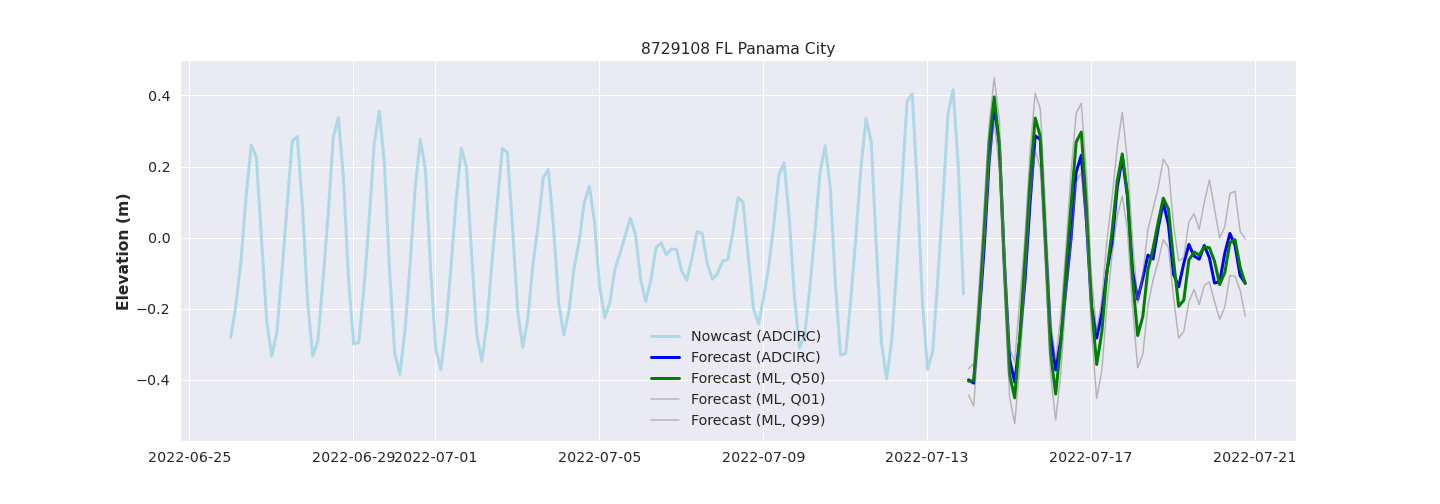 8729108 FL Panama City
Elevation (m)
0.4
0.2
0.0
−0.2
−0.4
Nowcast (ADCIRC)
Forecast (ADCIRC)
Forecast (ML, Q50)
Forecast (ML, Q01)
Forecast (ML, Q99)
2022-06-25 2022-06-29 2022-07-01 2022-07-05 2022-07-09 2022-07-13 2022-07-17 2022-07-21